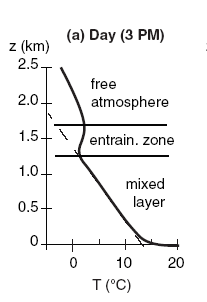 (a) Day (3 PM)
z (km)
2.5
free
atmosphere
2.0
1.5
entrain. zone
1.0
mixed
layer
0.5
0
0 10 20
T (°C)